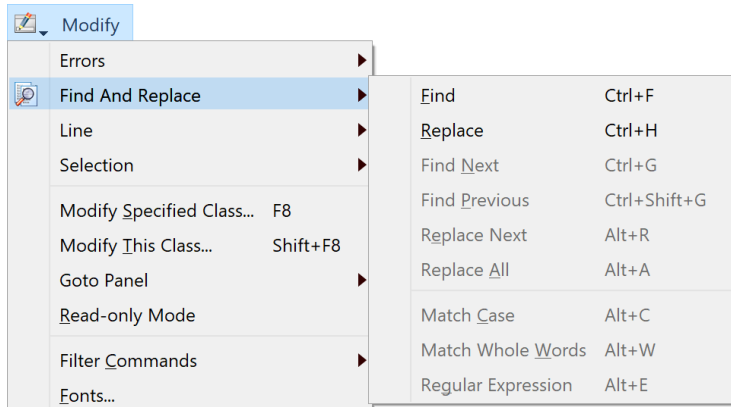 Modify
Errors
Find And Replace
Line
Selection
Modify Specified Class... F8
Modify This Class... Shift+F8
Goto Panel
Read-only Mode
Filter Commands
Fonts...
Find Ctrl+F
Replace Ctrl+H
Find Next Ctrl+G
Find Previous Ctrl+Shift+G
Replace Next Alt+R
Replace All Alt+A
Match Case Alt+C
Match Whole Words Alt+W
Regular Expression Alt+E